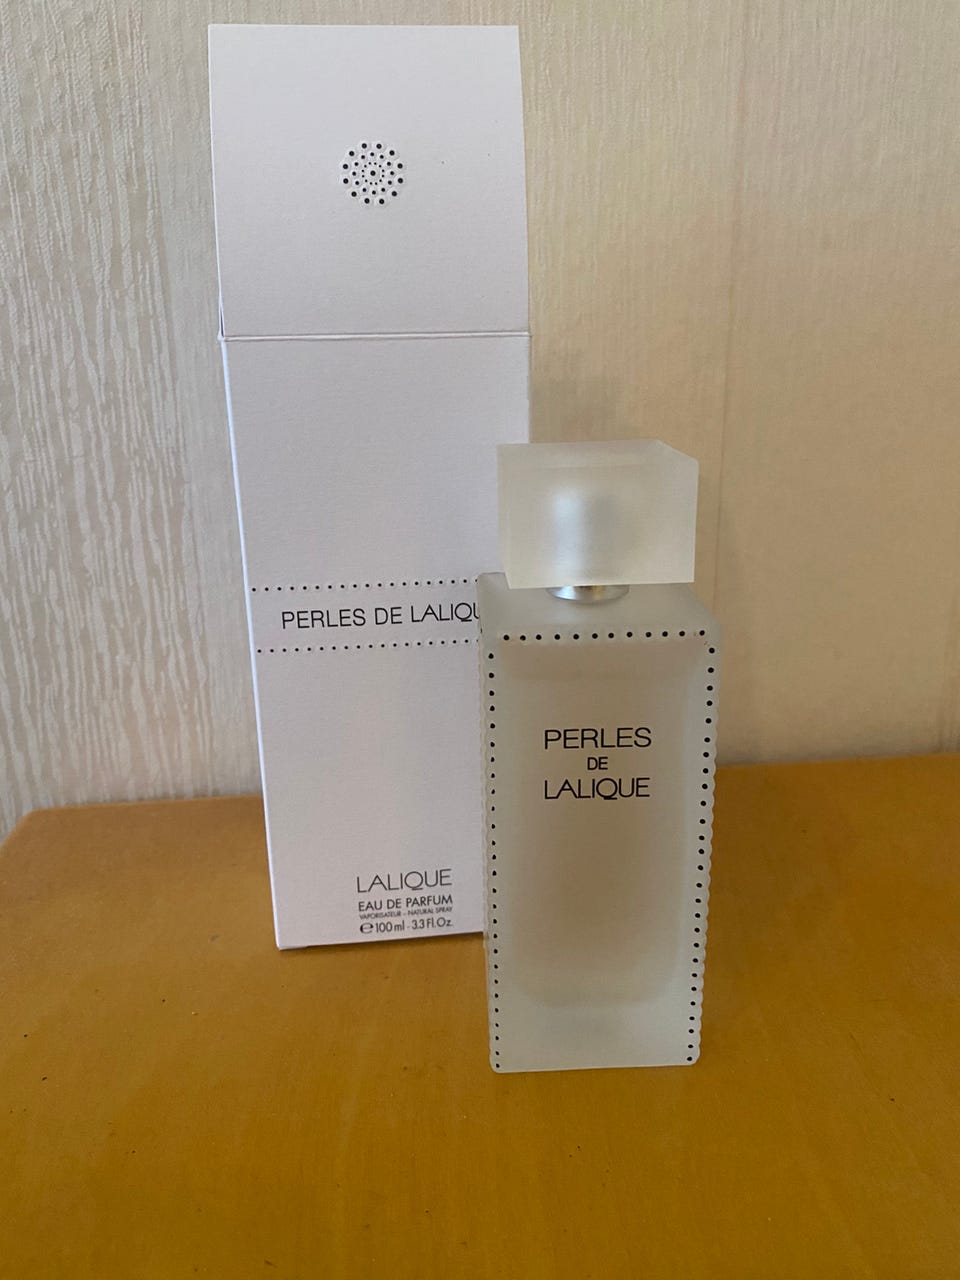 PERLES DE LALIQU
LALIQUE
EAU DE PARFUM
VAPORISATEUR - NATURAL SPRAY
e 100 ml - 3.3 Fl.Oz.
PERLES
DE
LALIQUE